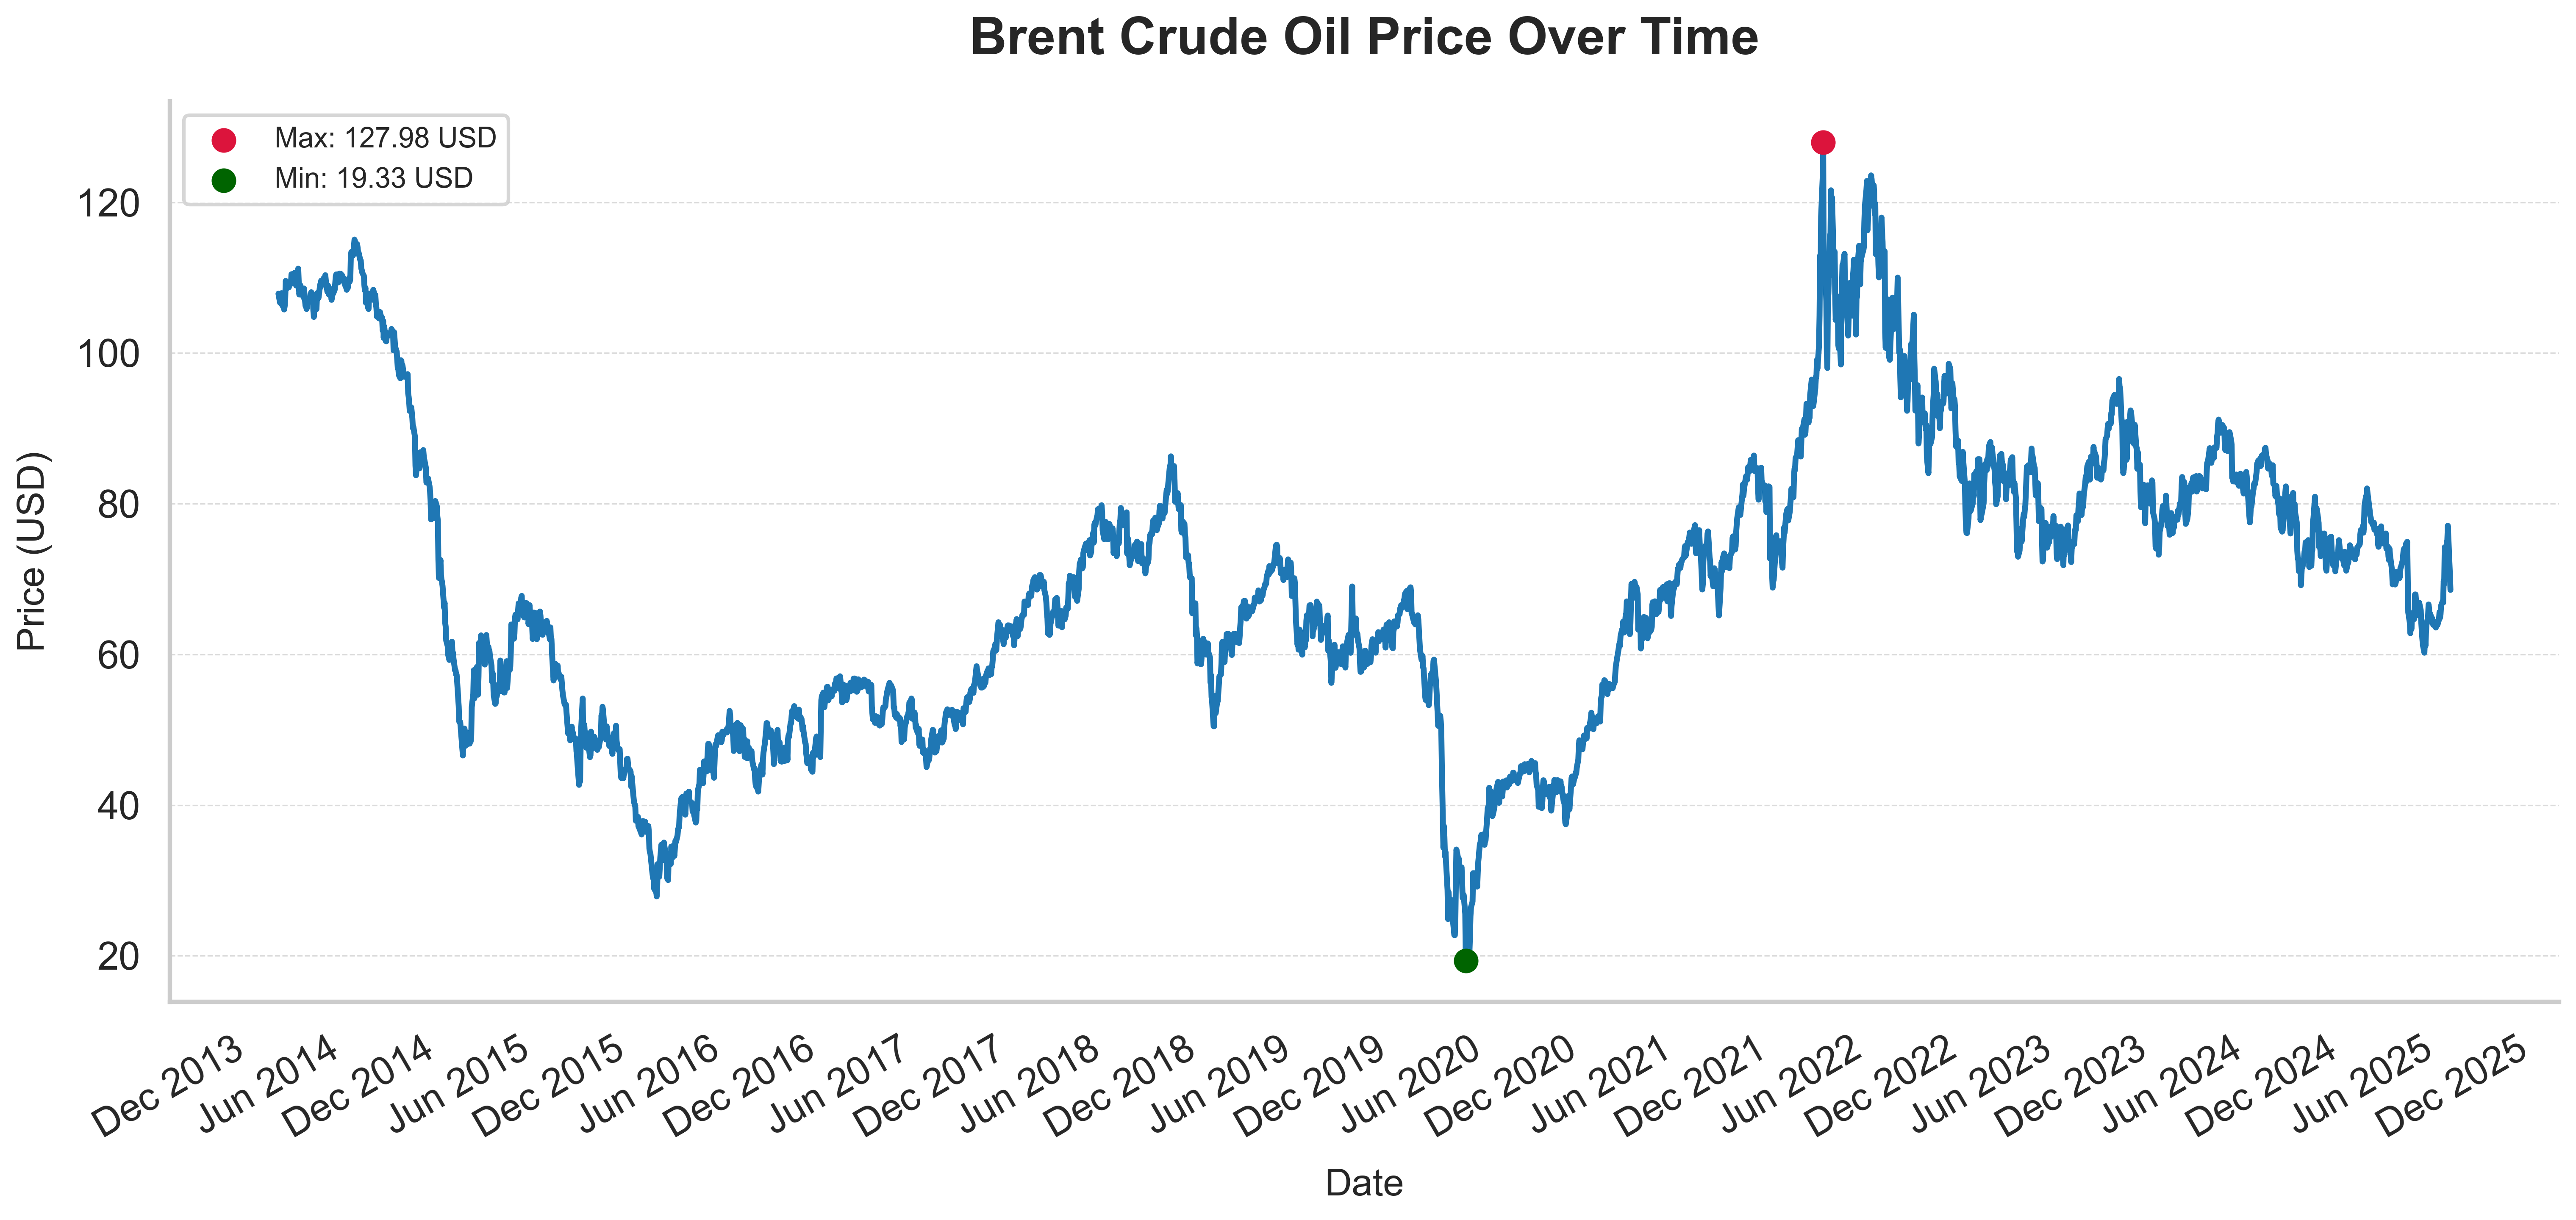 Brent Crude Oil Price Over Time
Max: 127.98 USD
Min: 19.33 USD
Price (USD)
120
100
80
60
40
20
Dec 2013
Jun 2014
Dec 2014
Jun 2015
Dec 2015
Jun 2016
Dec 2016
Jun 2017
Dec 2017
Jun 2018
Dec 2018
Jun 2019
Dec 2019
Jun 2020
Dec 2020
Jun 2021
Dec 2021
Jun 2022
Dec 2022
Jun 2023
Dec 2023
Jun 2024
Dec 2024
Jun 2025
Dec 2025
Date